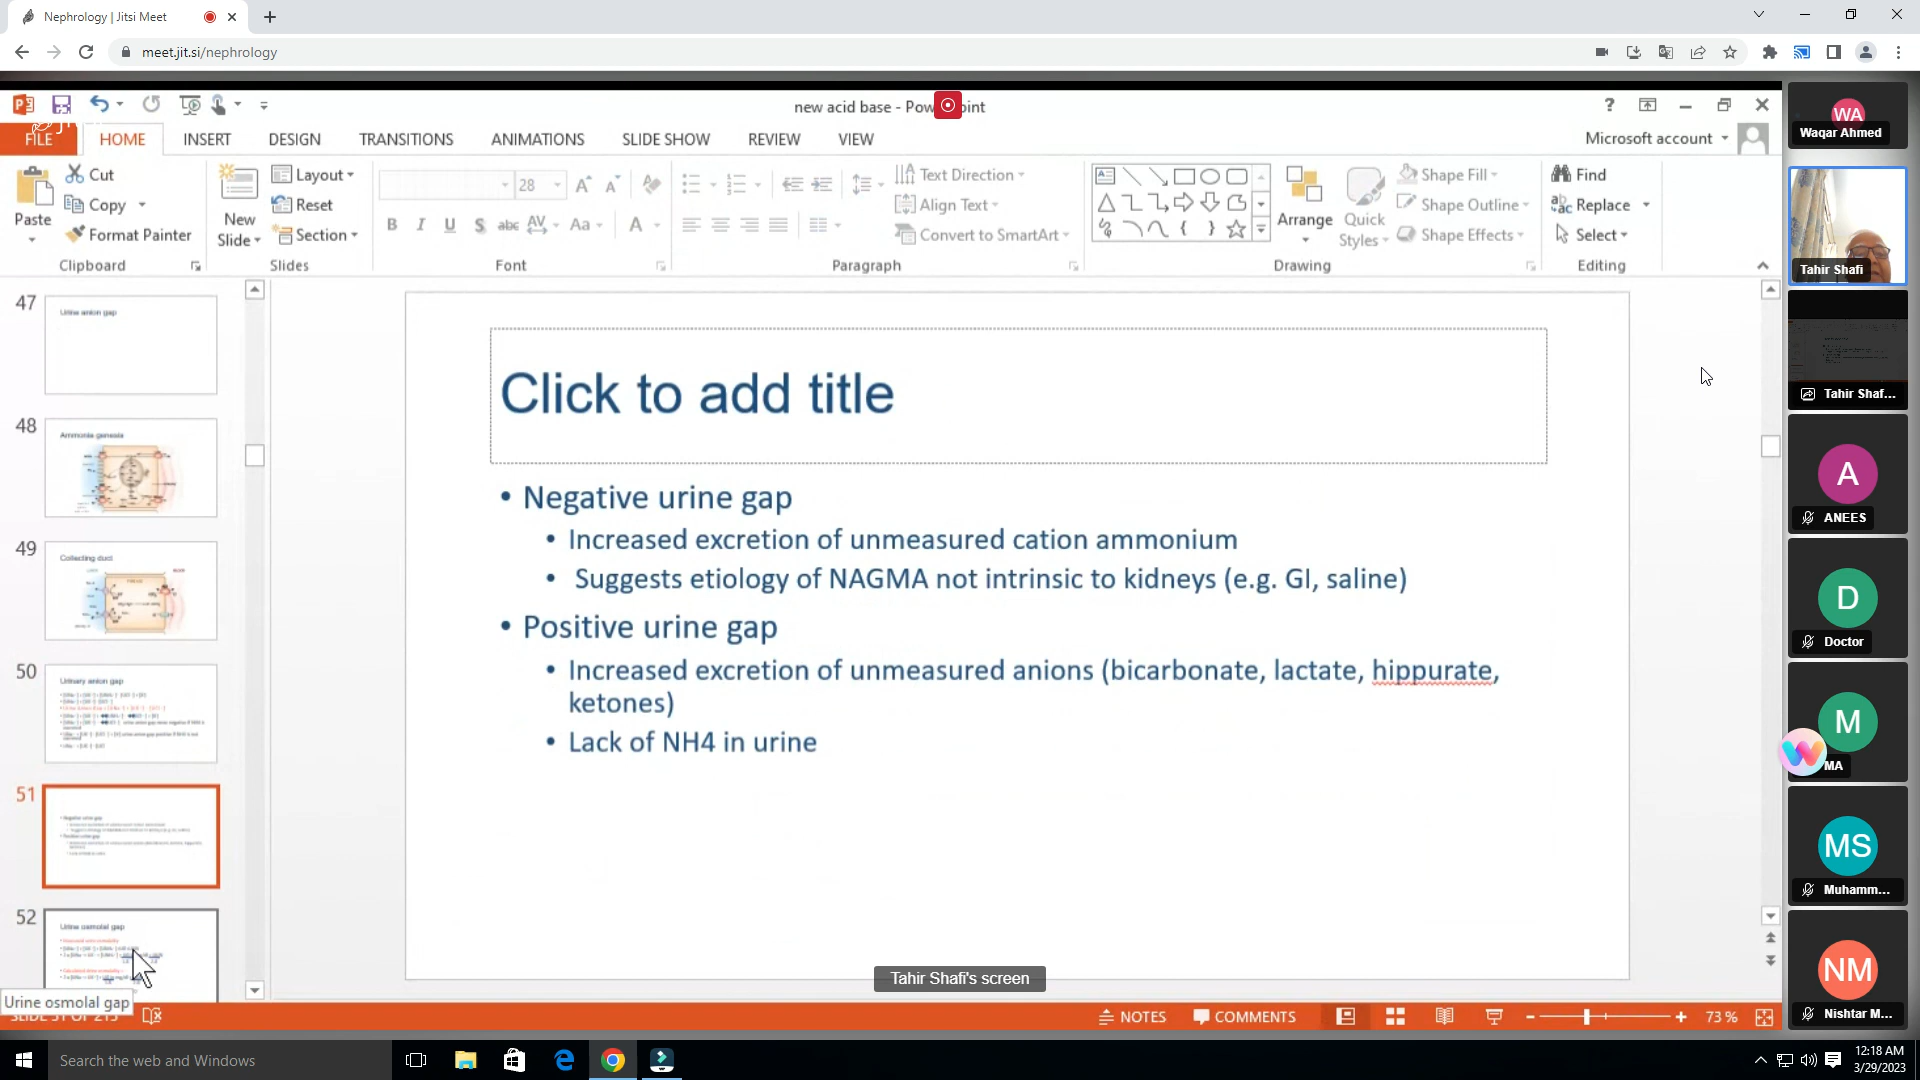 Nephrology | Jitsi Meet
meet.jit.si/nephrology
new acid base - Pow
int
FILE HOME INSERT DESIGN TRANSITIONS ANIMATIONS SLIDE SHOW REVIEW VIEW
Microsoft account
Cut
Copy
Format Painter
Paste
Clipboard
New
Slide
Layout
Reset
Section
Slides
28
Font
Text Direction
Align Text
Convert to SmartArt
Paragraph
Arrange
Quick
Styles
Shape Fill
Shape Outline
Shape Effects
Drawing
Find
Replace
Select
Editing
47
Urine anion gap
48
Ammonia genesis
49
Collecting duct
50
Urinary anion gap
51
52
Urine osmolal gap
Urine osmolal gap
Click to add title
• Negative urine gap
• Increased excretion of unmeasured cation ammonium
• Suggests etiology of NAGMA not intrinsic to kidneys (e.g. GI, saline)
• Positive urine gap
• Increased excretion of unmeasured anions (bicarbonate, lactate, hippurate,
ketones)
• Lack of NH4 in urine
Tahir Shafi's screen
NOTES COMMENTS 73 %
WA
Waqar Ahmed
Tahir Shafi
Tahir Shaf...
A
ANEES
D
Doctor
M
MA
MS
Muhamm...
NM
Nishtar M...
Search the web and Windows
12:18 AM
3/29/2023